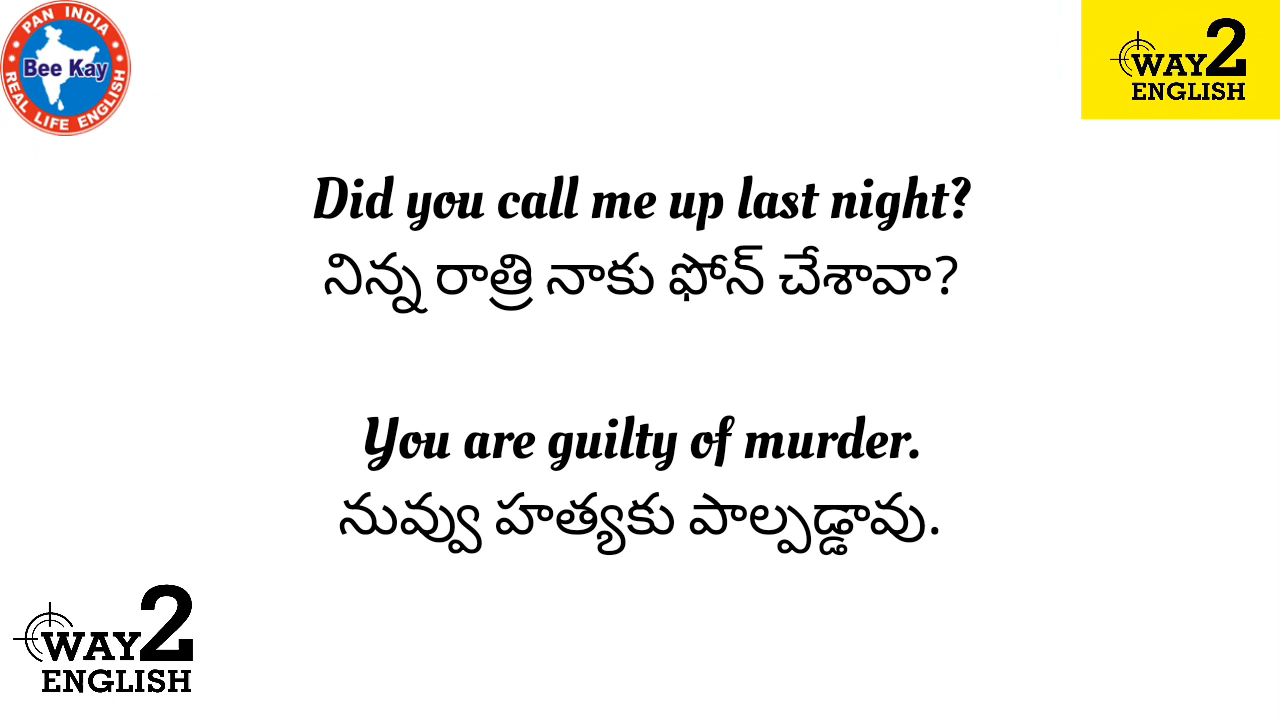 PAN INDIA
Bee Kay
REAL LIFE ENGLISH
WAY2
ENGLISH
Did you call me up last night?
నిన్న రాత్రి నాకు ఫోన్ చేశావా?
You are guilty of murder.
నువ్వు హత్యకు పాల్పడ్డావు.
WAY2
ENGLISH